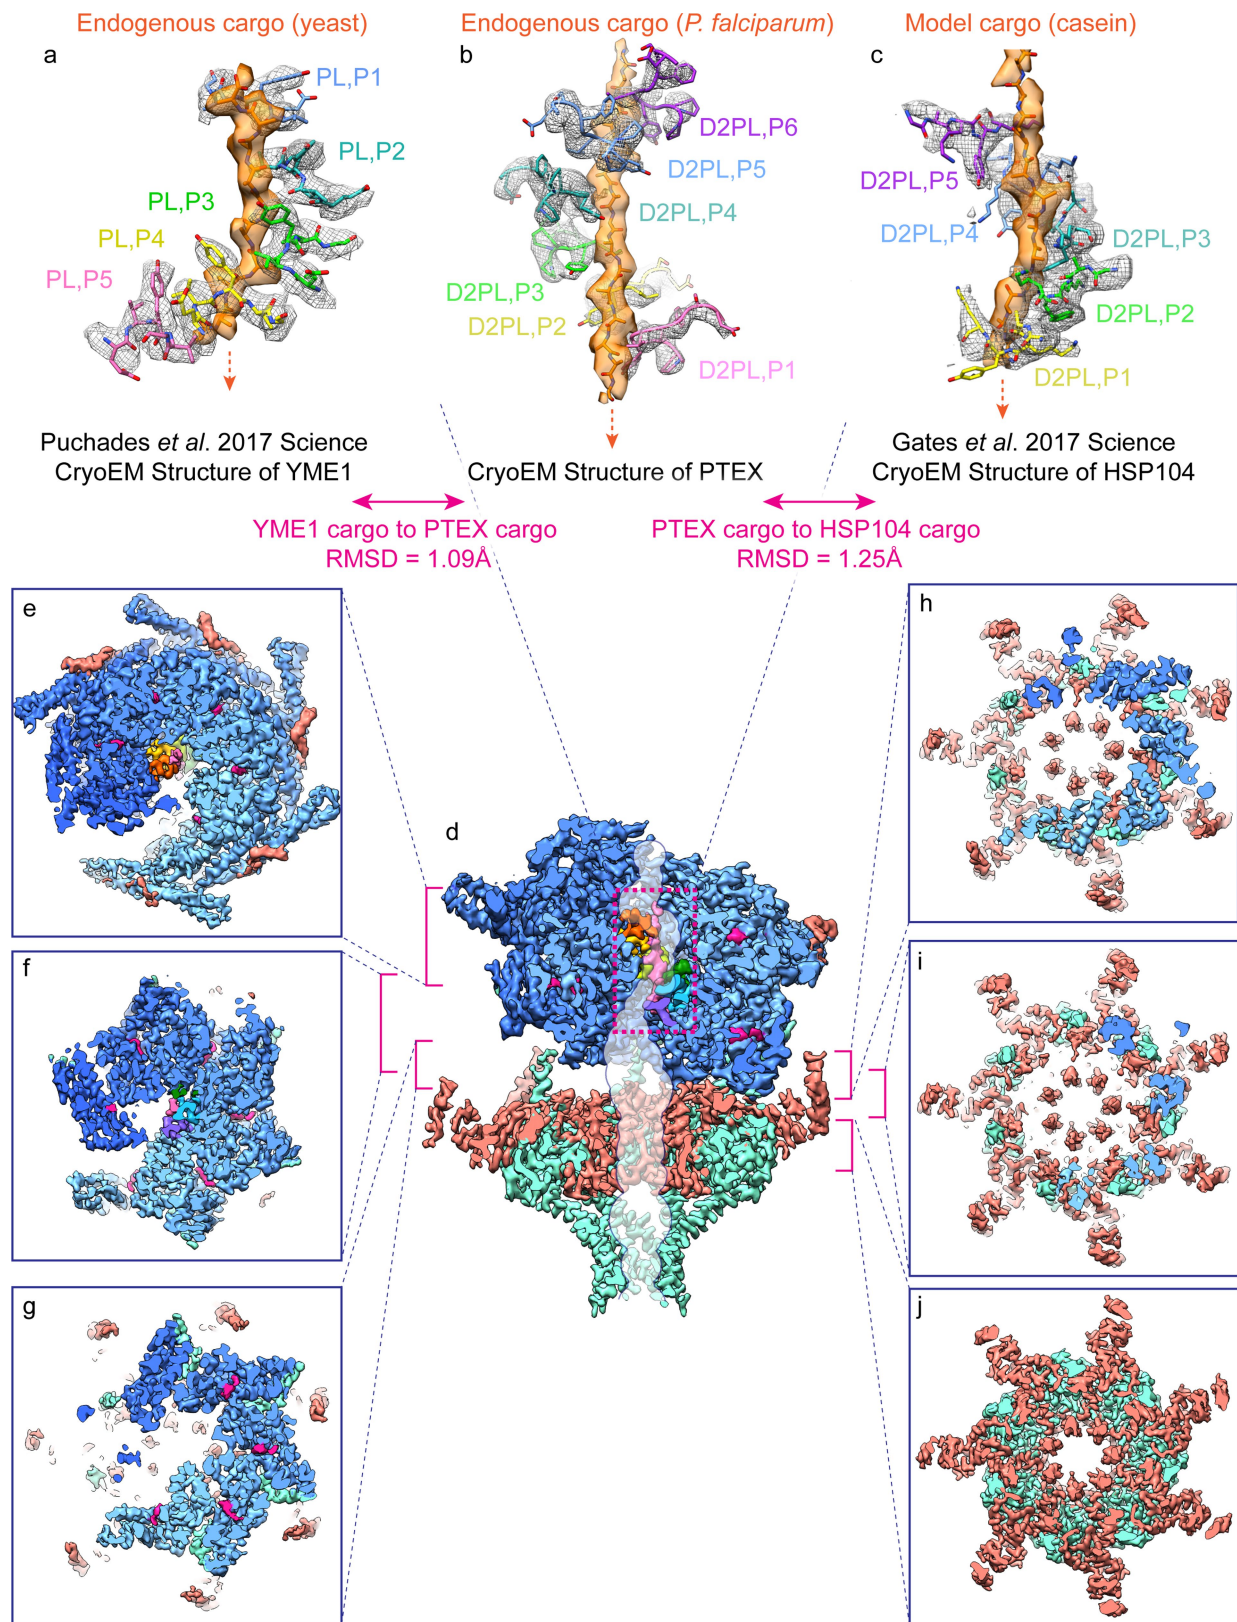 Endogenous cargo (yeast)
Endogenous cargo (P. falciparum)
Model cargo (casein)
a
PL,P1
PL,P2
PL,P3
PL,P4
PL,P5
b
D2PL,P6
D2PL,P5
D2PL,P4
D2PL,P3
D2PL,P2
D2PL,P1
c
D2PL,P5
D2PL,P4
D2PL,P3
D2PL,P2
D2PL,P1
Puchades et al. 2017 Science
CryoEM Structure of YME1
CryoEM Structure of PTEX
Gates et al. 2017 Science
CryoEM Structure of HSP104
YME1 cargo to PTEX cargo
RMSD = 1.09Å
PTEX cargo to HSP104 cargo
RMSD = 1.25Å
e
h
d
f
i
g
j